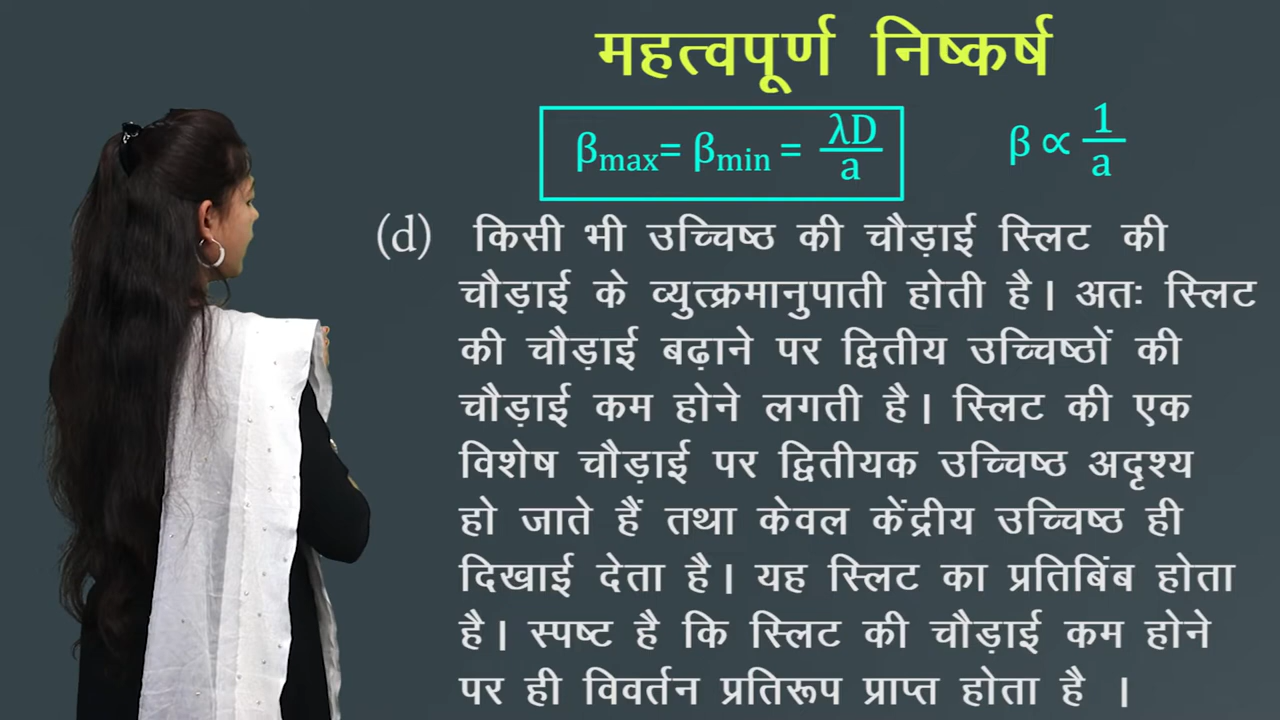 महत्वपूर्ण निष्कर्ष
βmax= βmin = λD/a β ∝ 1/a
(d) किसी भी उच्चिष्ठ की चौड़ाई स्लिट की
चौड़ाई के व्युत्क्रमानुपाती होती है। अतः स्लिट
की चौड़ाई बढ़ाने पर द्वितीय उच्चिष्ठों की
चौड़ाई कम होने लगती है। स्लिट की एक
विशेष चौड़ाई पर द्वितीयक उच्चिष्ठ अदृश्य
हो जाते हैं तथा केवल केंद्रीय उच्चिष्ठ ही
दिखाई देता है। यह स्लिट का प्रतिबिंब होता
है। स्पष्ट है कि स्लिट की चौड़ाई कम होने
पर ही विवर्तन प्रतिरूप प्राप्त होता है ।